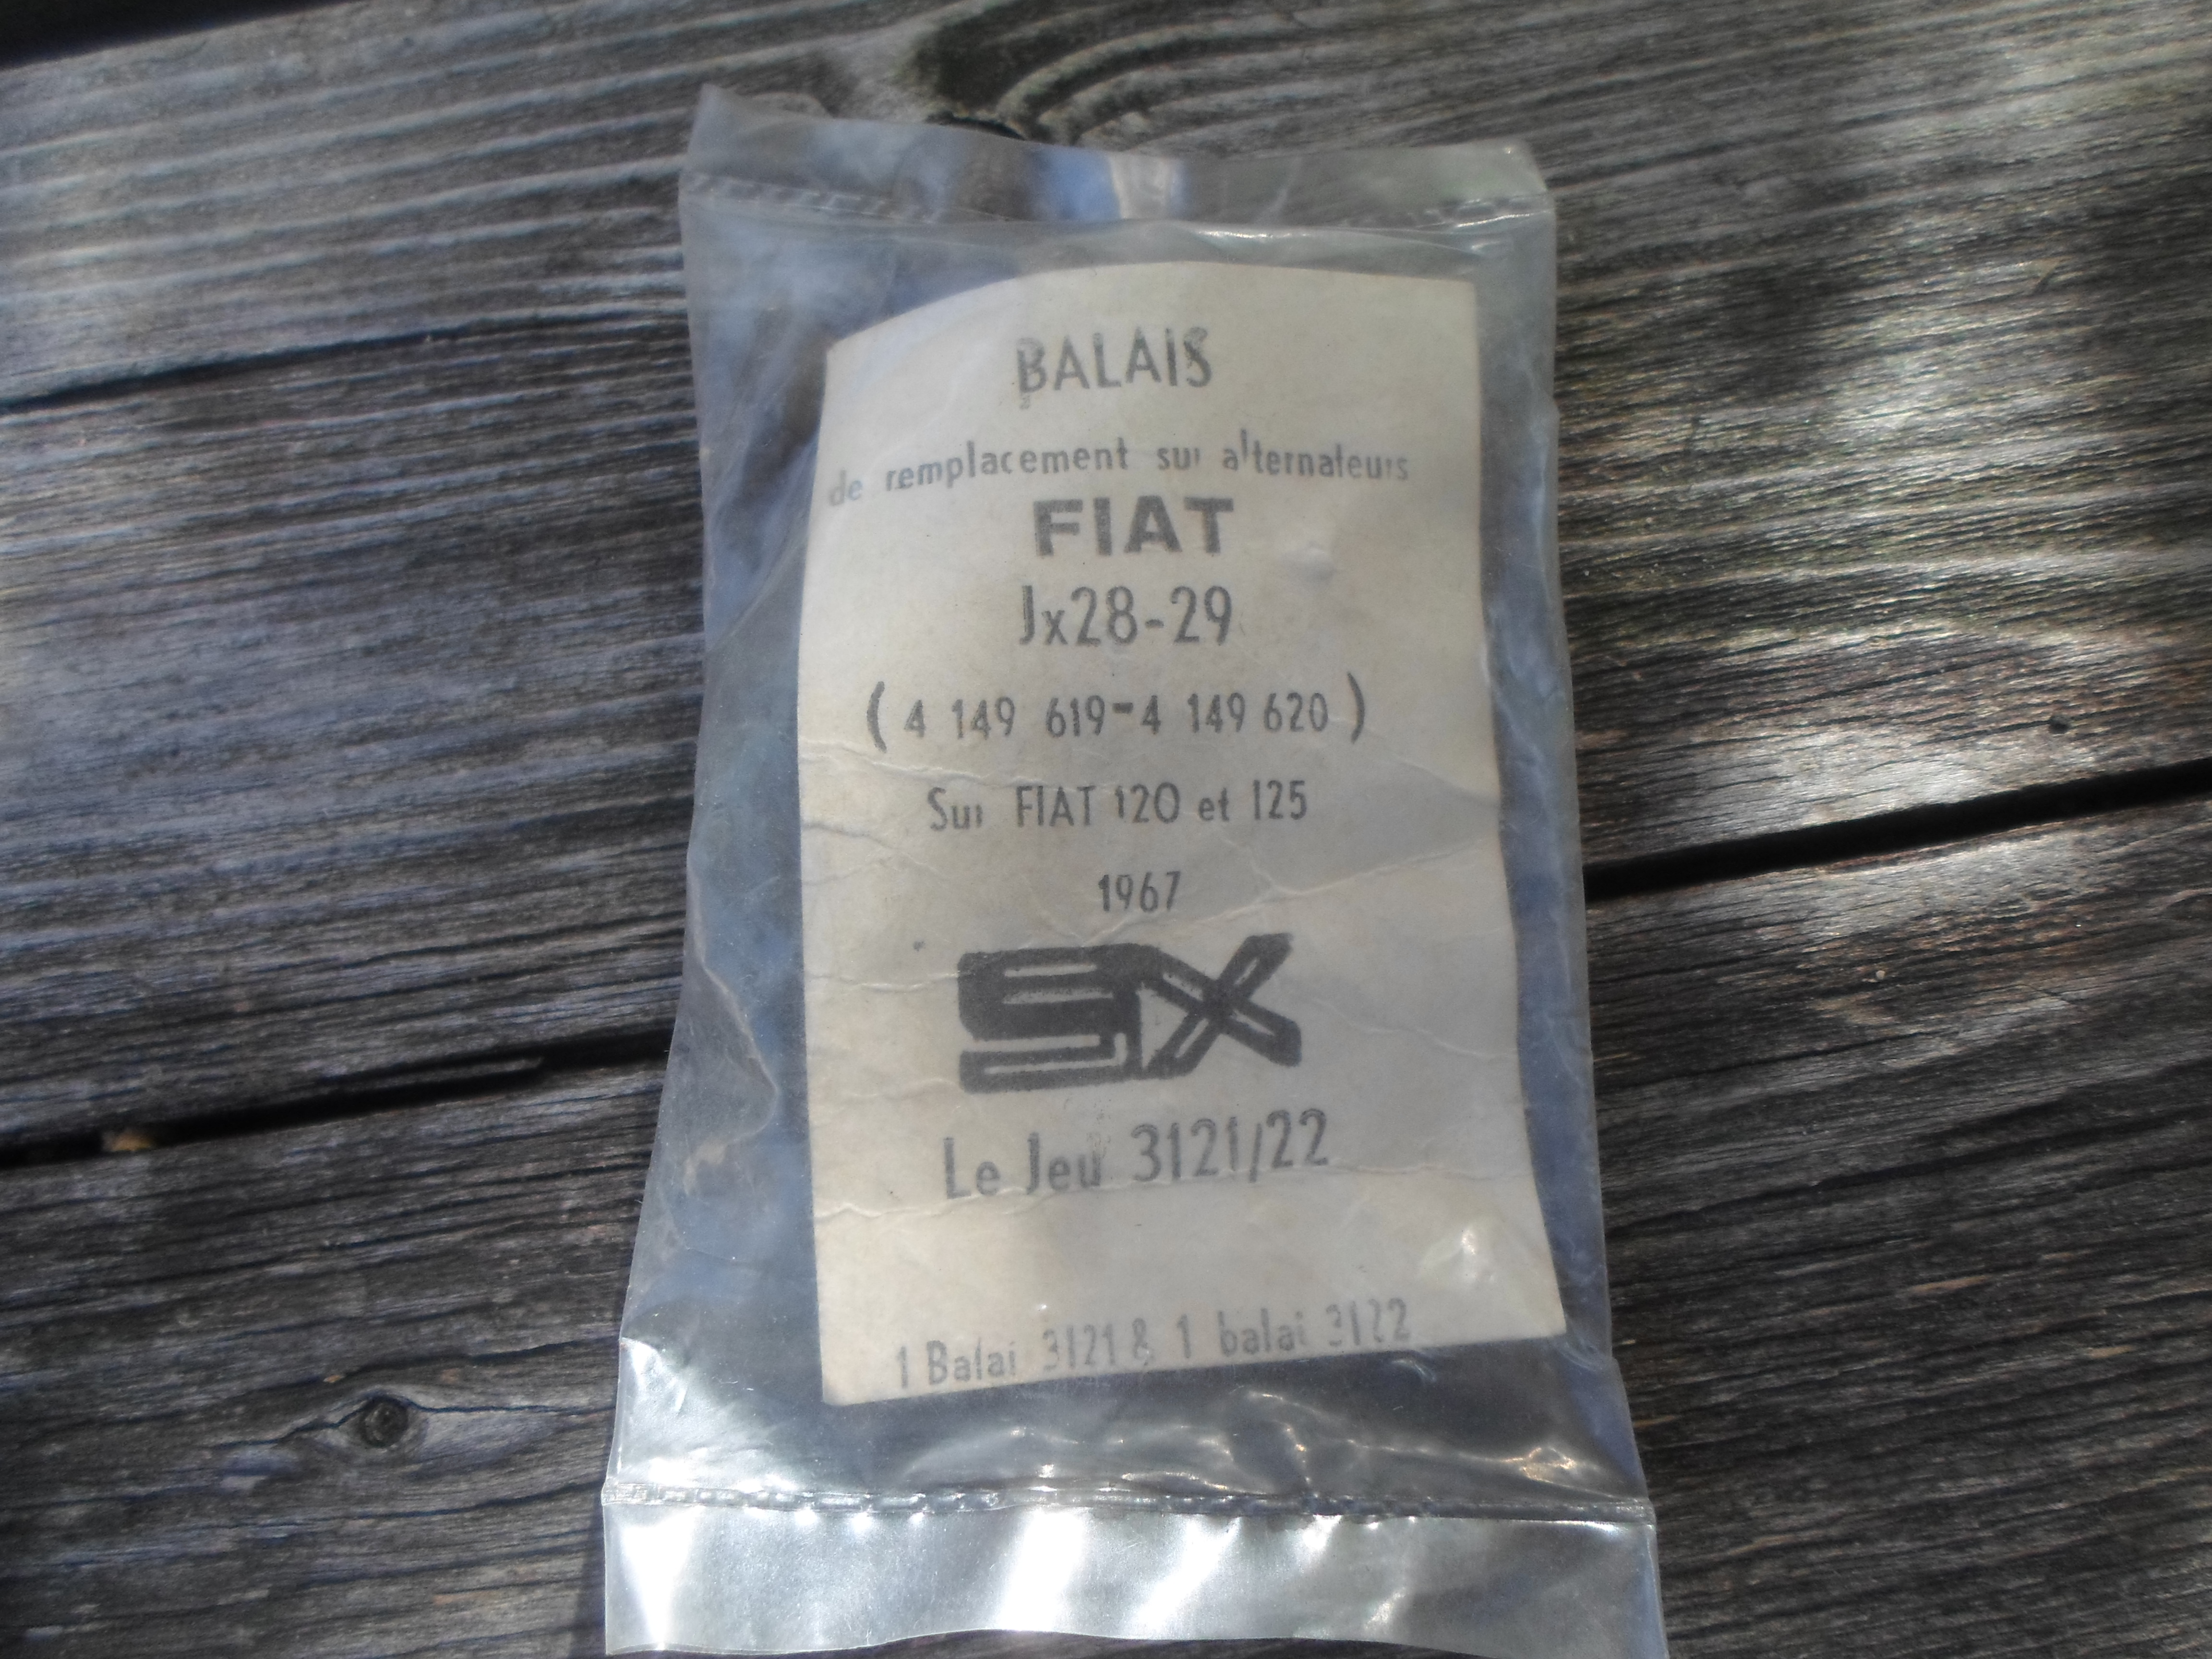 BALAIS
de remplacement sur alternateurs
FIAT
Jx28-29
( 4 149 619-4 149 620 )
Sur FIAT 120 et 125
1967
SX
Le Jeu 3121/22
1 Balai 3121 & 1 balai 3122